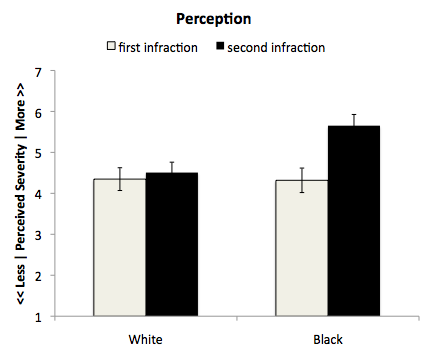 Perception
first infraction second infraction
<< Less | Perceived Severity | More >>
7
6
5
4
3
2
1
White Black